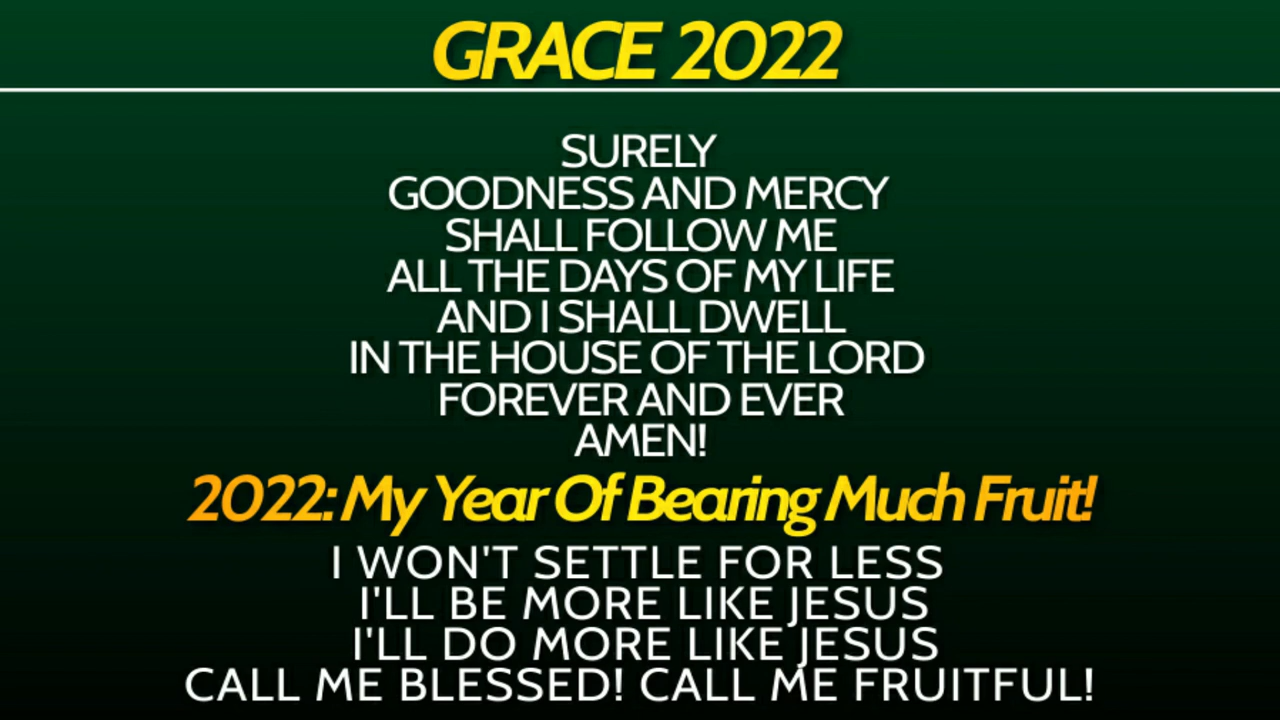 GRACE 2022
SURELY
GOODNESS AND MERCY
SHALL FOLLOW ME
ALL THE DAYS OF MY LIFE
AND I SHALL DWELL
IN THE HOUSE OF THE LORD
FOREVER AND EVER
AMEN!
2022: My Year Of Bearing Much Fruit!
I WON'T SETTLE FOR LESS
I'LL BE MORE LIKE JESUS
I'LL DO MORE LIKE JESUS
CALL ME BLESSED! CALL ME FRUITFUL!